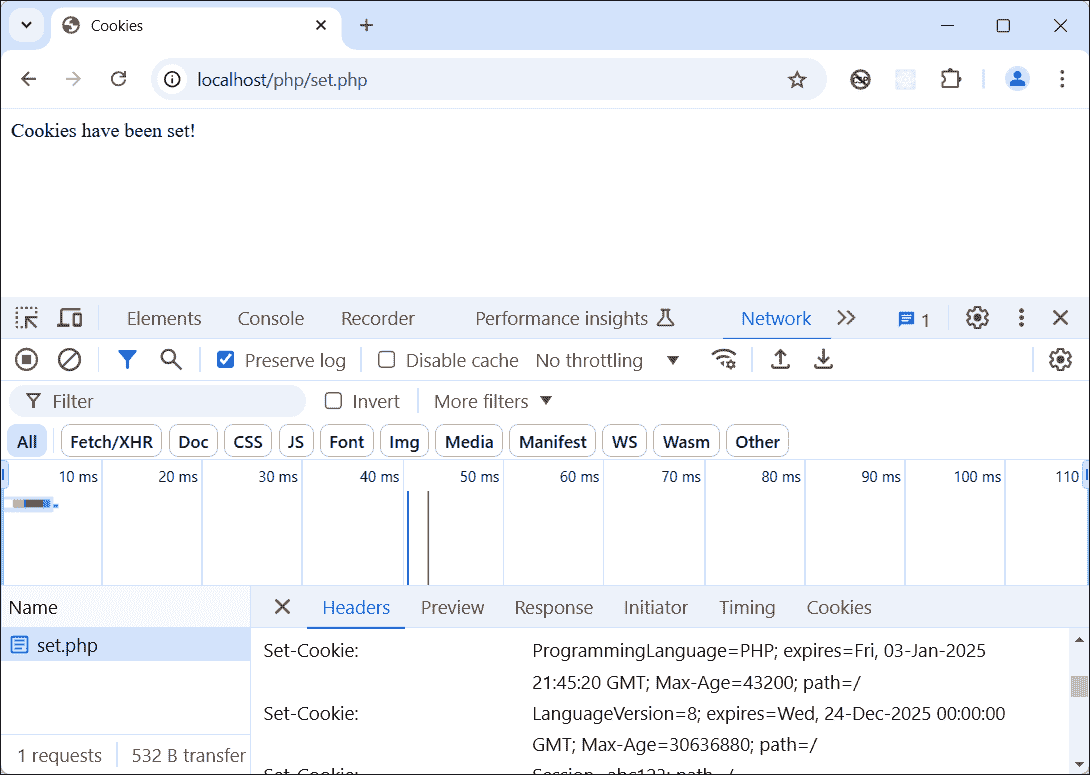 Cookies
localhost/php/set.php
Cookies have been set!
Elements Console Recorder Performance insights Network 1
Preserve log Disable cache No throttling
Filter Invert More filters
All Fetch/XHR Doc CSS JS Font Img Media Manifest WS Wasm Other
10 ms 20 ms 30 ms 40 ms 50 ms 60 ms 70 ms 80 ms 90 ms 100 ms 110
Name Headers Preview Response Initiator Timing Cookies
set.php
Set-Cookie: ProgrammingLanguage=PHP; expires=Fri, 03-Jan-2025
21:45:20 GMT; Max-Age=43200; path=/
Set-Cookie: LanguageVersion=8; expires=Wed, 24-Dec-2025 00:00:00
GMT; Max-Age=30636880; path=/
1 requests 532 B transfer
Set-Cookie: Session=abc123; path=/